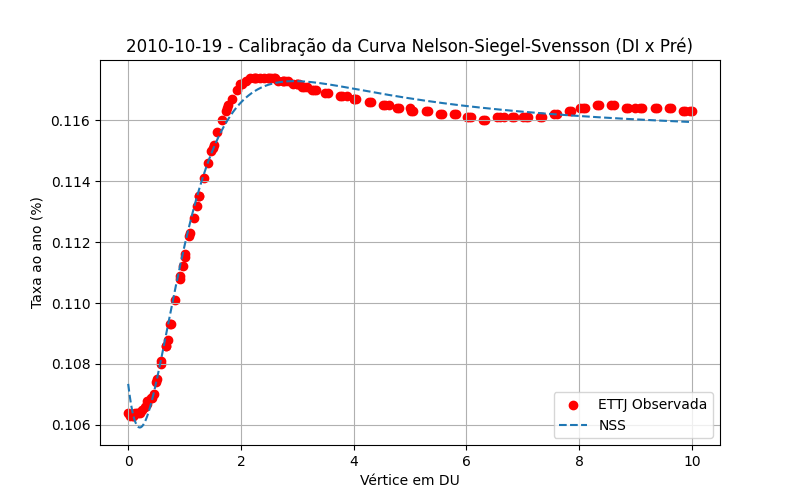 2010-10-19 - Calibração da Curva Nelson-Siegel-Svensson (DI x Pré)
Taxa ao ano (%)
0.116
0.114
0.112
0.110
0.108
0.106
0 2 4 6 8 10
Vértice em DU
ETTJ Observada
NSS